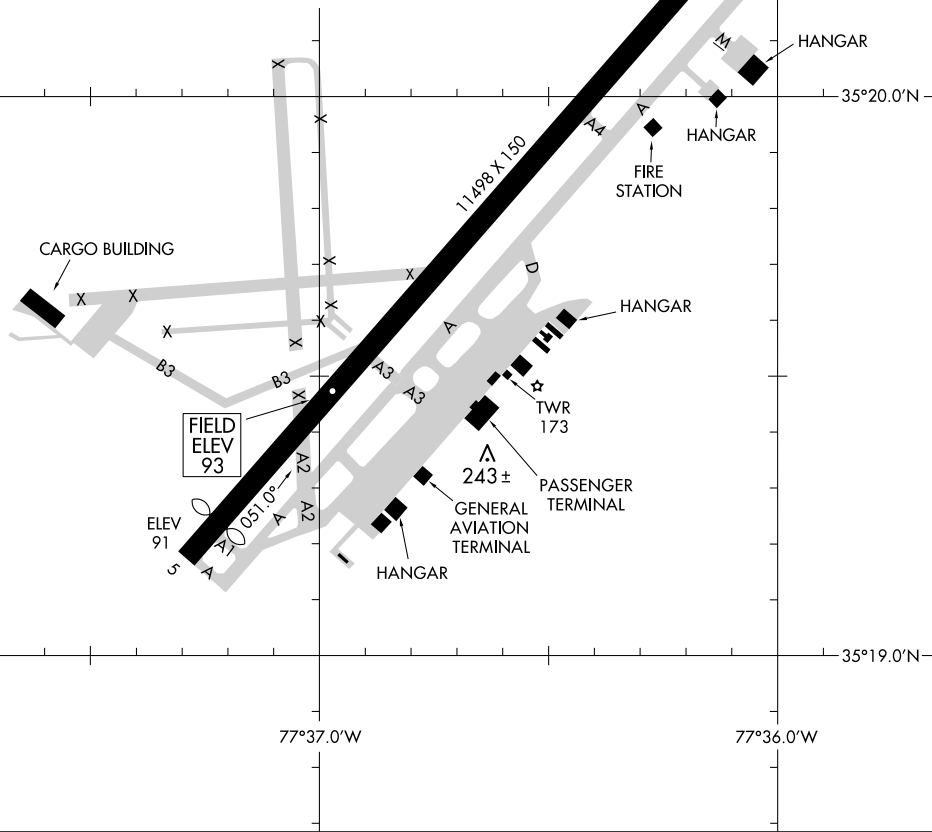 M
HANGAR
X
35°20.0'N
A
X
A4
HANGAR
11498 X 150
FIRE
STATION
CARGO BUILDING
X
D
X
X
X
X
HANGAR
X
X
A
X
B3
A3
B3
A3
X
TWR
173
FIELD
ELEV
93
A2
243±
PASSENGER
TERMINAL
051.0°
A2
GENERAL
AVIATION
TERMINAL
ELEV
91
A
A1
5
A
HANGAR
35°19.0'N
77°37.0'W
77°36.0'W